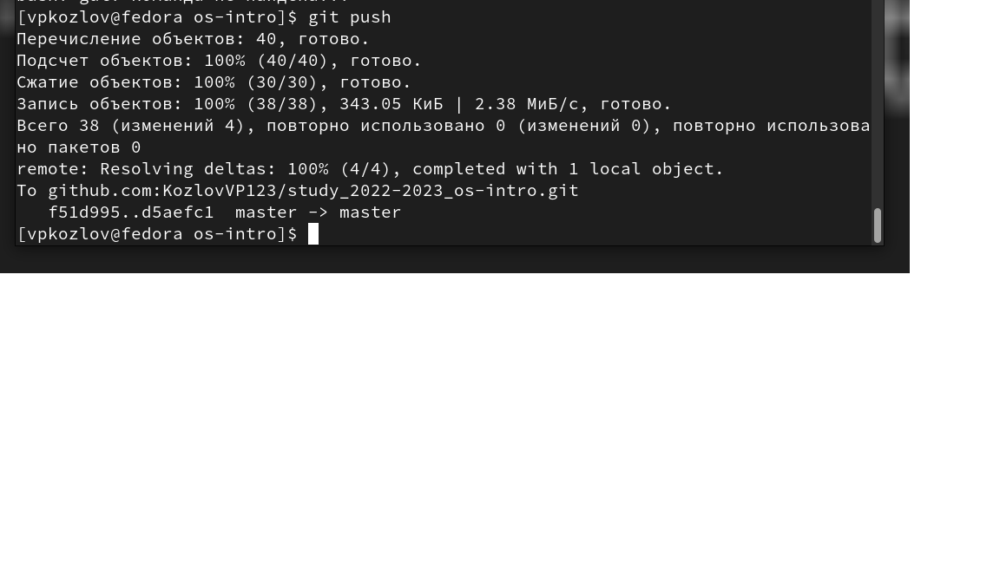 [vpkozlov@fedora os-intro]$ git push
Перечисление объектов: 40, готово.
Подсчет объектов: 100% (40/40), готово.
Сжатие объектов: 100% (30/30), готово.
Запись объектов: 100% (38/38), 343.05 КиБ | 2.38 МиБ/с, готово.
Всего 38 (изменений 4), повторно использовано 0 (изменений 0), повторно использова
но пакетов 0
remote: Resolving deltas: 100% (4/4), completed with 1 local object.
To github.com:KozlovVP123/study_2022-2023_os-intro.git
   f51d995..d5aefc1  master -> master
[vpkozlov@fedora os-intro]$